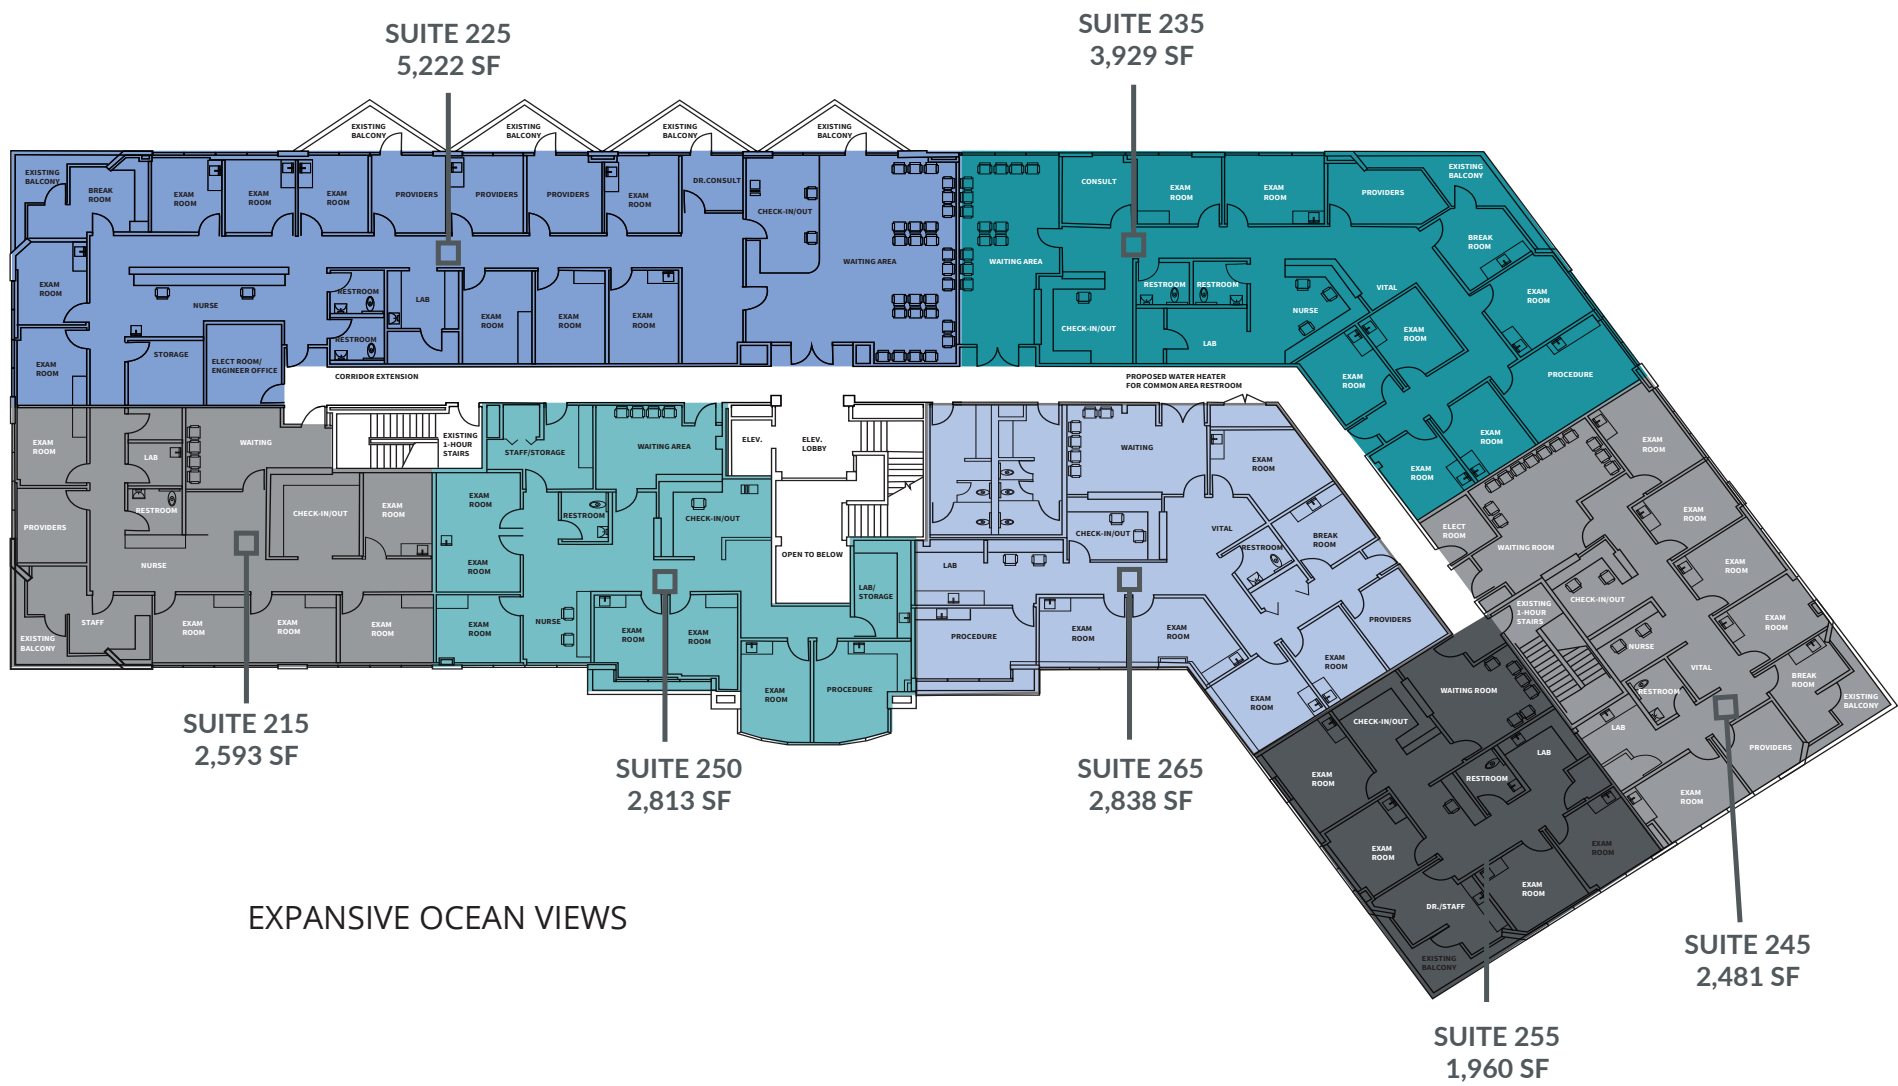 SUITE 225
5,222 SF
SUITE 235
3,929 SF
EXISTING
BALCONY
EXISTING
BALCONY
EXISTING
BALCONY
EXISTING
BALCONY
EXISTING
BALCONY
BREAK
ROOM
EXAM
ROOM
EXAM
ROOM
EXAM
ROOM
PROVIDERS
PROVIDERS
PROVIDERS
EXAM
ROOM
DR.CONSULT
CHECK-IN/OUT
WAITING AREA
EXAM
ROOM
NURSE
RESTROOM
LAB
EXAM
ROOM
EXAM
ROOM
EXAM
ROOM
RESTROOM
EXAM
ROOM
STORAGE
ELECT ROOM/
ENGINEER OFFICE
CORRIDOR EXTENSION
WAITING AREA
CONSULT
EXAM
ROOM
EXAM
ROOM
PROVIDERS
EXISTING
BALCONY
BREAK
ROOM
RESTROOM
RESTROOM
CHECK-IN/OUT
LAB
NURSE
VITAL
EXAM
ROOM
EXAM
ROOM
EXAM
ROOM
PROCEDURE
EXAM
ROOM
EXAM
ROOM
PROPOSED WATER HEATER
FOR COMMON AREA RESTROOM
EXAM
ROOM
LAB
WAITING
RESTROOM
PROVIDERS
CHECK-IN/OUT
EXAM
ROOM
NURSE
STAFF
EXISTING
BALCONY
EXAM
ROOM
EXAM
ROOM
EXAM
ROOM
EXISTING
1-HOUR
STAIRS
STAFF/STORAGE
WAITING AREA
EXAM
ROOM
RESTROOM
CHECK-IN/OUT
EXAM
ROOM
EXAM
ROOM
NURSE
EXAM
ROOM
EXAM
ROOM
LAB/
STORAGE
EXAM
ROOM
PROCEDURE
ELEV.
ELEV.
LOBBY
OPEN TO BELOW
WAITING
EXAM
ROOM
CHECK-IN/OUT
VITAL
BREAK
ROOM
RESTROOM
LAB
PROCEDURE
EXAM
ROOM
EXAM
ROOM
PROVIDERS
EXAM
ROOM
EXAM
ROOM
EXAM
ROOM
ELECT
ROOM
WAITING ROOM
EXAM
ROOM
EXAM
ROOM
EXAM
ROOM
CHECK-IN/OUT
EXISTING
1-HOUR
STAIRS
NURSE
VITAL
RESTROOM
BREAK
ROOM
EXISTING
BALCONY
LAB
PROVIDERS
EXAM
ROOM
WAITING ROOM
CHECK-IN/OUT
LAB
RESTROOM
EXAM
ROOM
EXAM
ROOM
EXAM
ROOM
EXAM
ROOM
DR./STAFF
EXISTING
BALCONY
SUITE 215
2,593 SF
SUITE 250
2,813 SF
SUITE 265
2,838 SF
EXPANSIVE OCEAN VIEWS
SUITE 245
2,481 SF
SUITE 255
1,960 SF